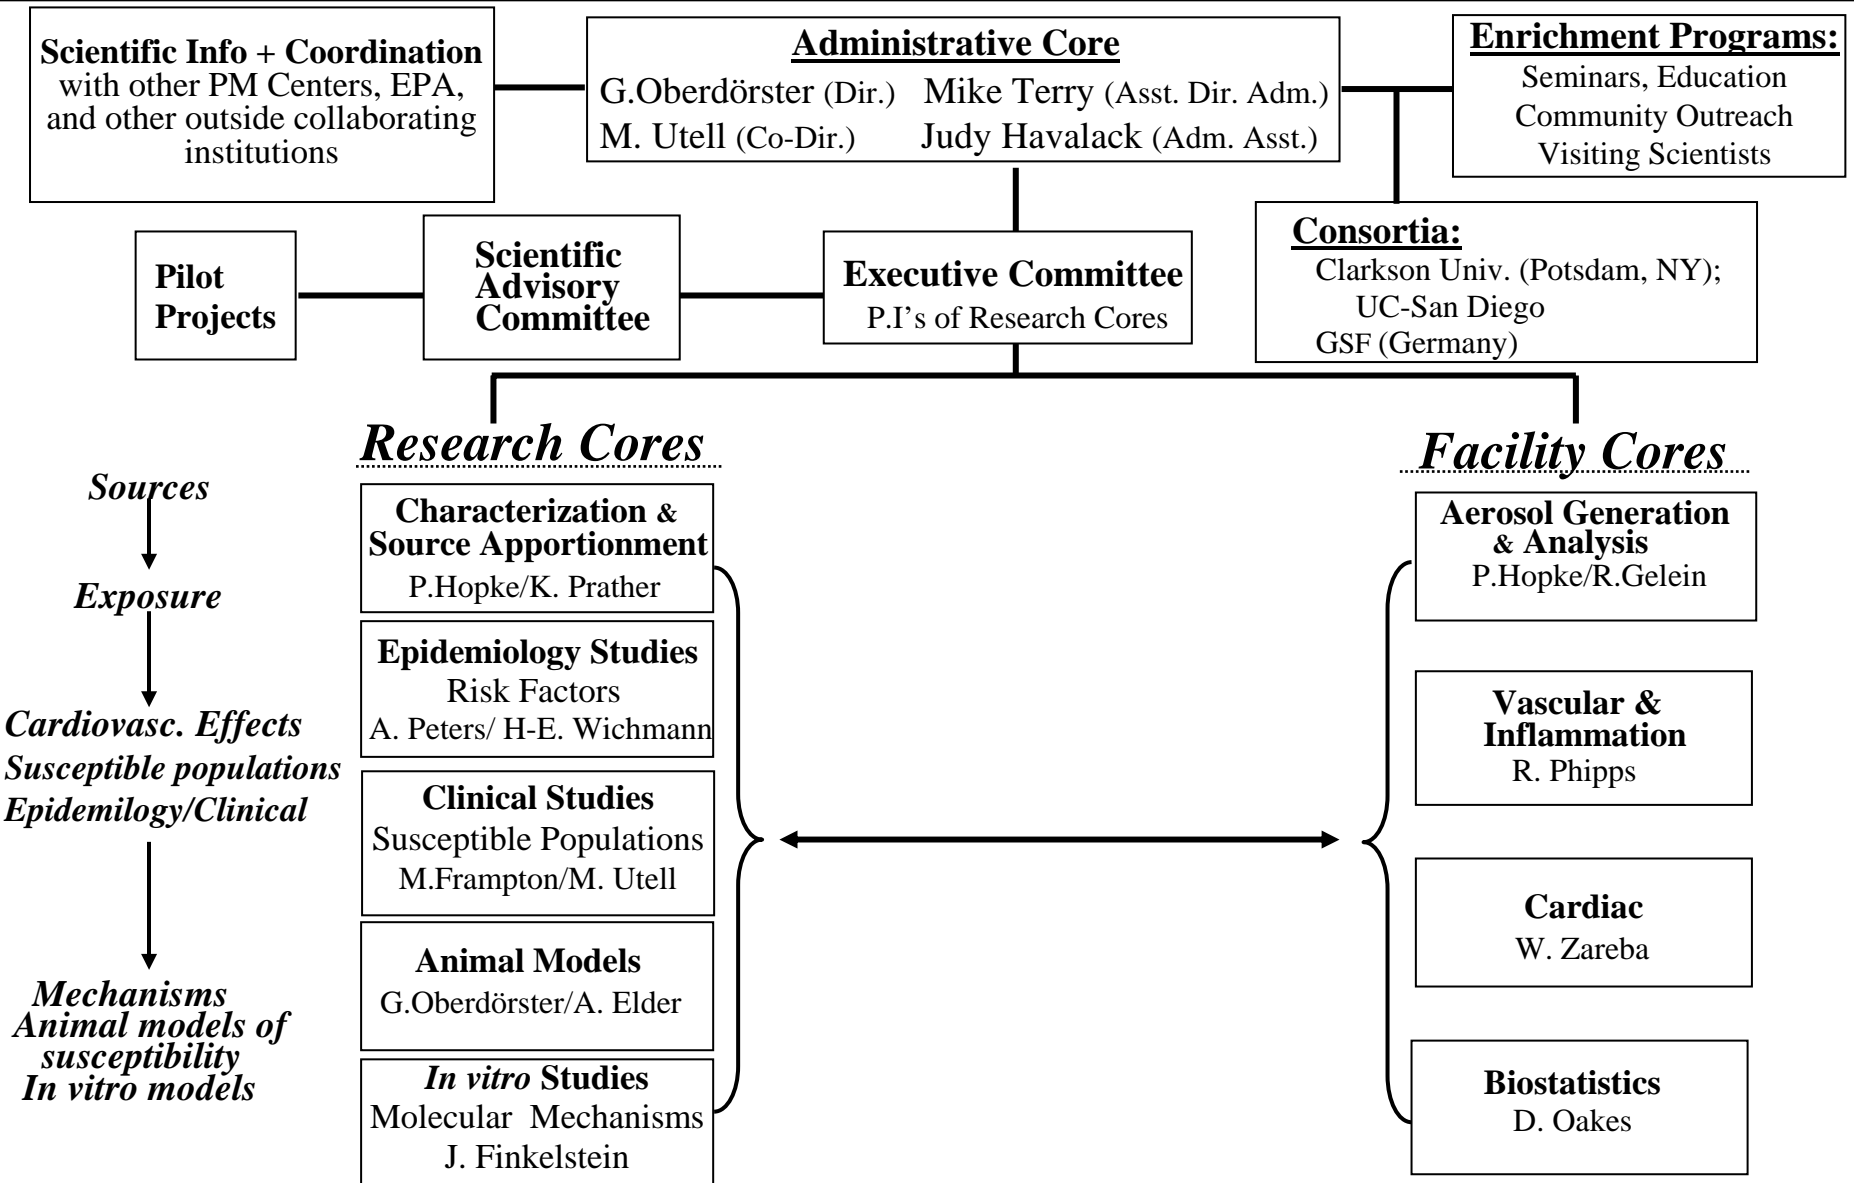 Scientific Info + Coordination
with other PM Centers, EPA,
and other outside collaborating
institutions
Administrative Core
G.Oberdörster (Dir.) Mike Terry (Asst. Dir. Adm.)
M. Utell (Co-Dir.) Judy Havalack (Adm. Asst.)
Enrichment Programs:
Seminars, Education
Community Outreach
Visiting Scientists
Pilot
Projects
Scientific
Advisory
Committee
Executive Committee
P.I's of Research Cores
Consortia:
Clarkson Univ. (Potsdam, NY);
UC-San Diego
GSF (Germany)
Sources
Exposure
Cardiovasc. Effects
Susceptible populations
Epidemilogy/Clinical
Mechanisms
Animal models of
susceptibility
In vitro models
Research Cores
Characterization &
Source Apportionment
P.Hopke/K. Prather
Epidemiology Studies
Risk Factors
A. Peters/ H-E. Wichmann
Clinical Studies
Susceptible Populations
M.Frampton/M. Utell
Animal Models
G.Oberdörster/A. Elder
In vitro Studies
Molecular Mechanisms
J. Finkelstein
Facility Cores
Aerosol Generation
& Analysis
P.Hopke/R.Gelein
Vascular &
Inflammation
R. Phipps
Cardiac
W. Zareba
Biostatistics
D. Oakes